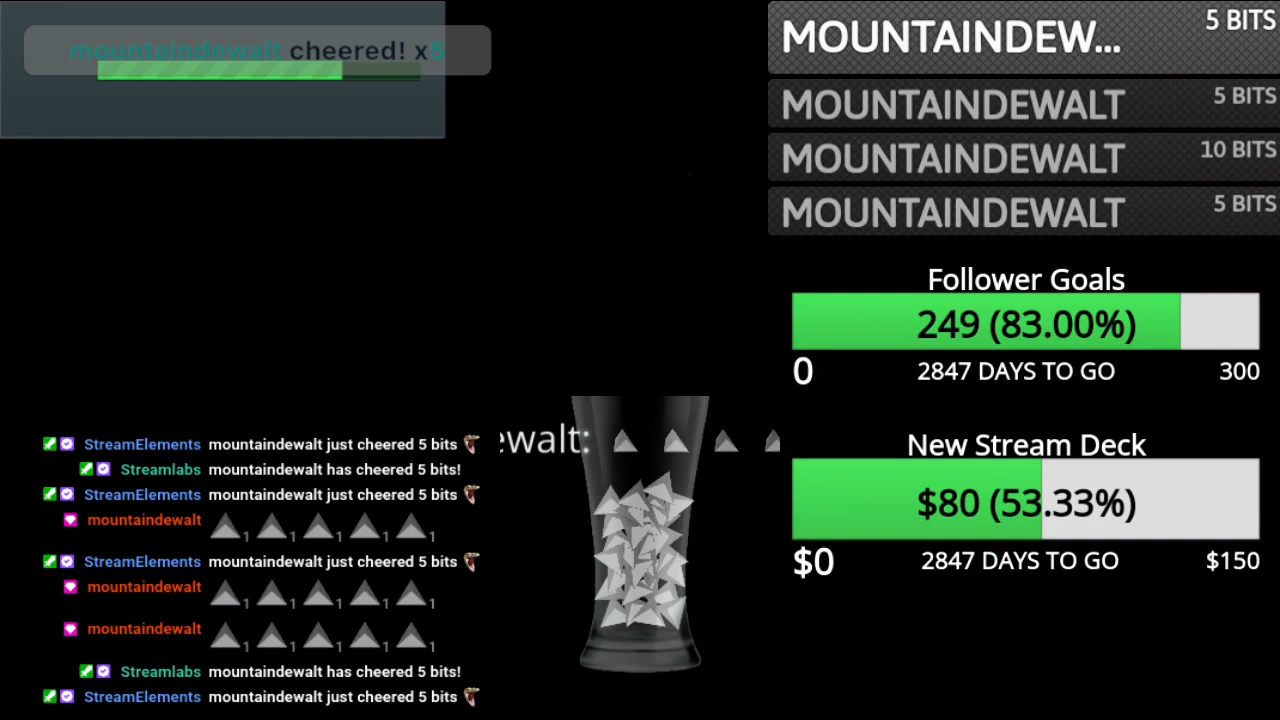 mountaindewalt cheered! x5
MOUNTAINDEW... 5 BITS
MOUNTAINDEWALT 5 BITS
MOUNTAINDEWALT 10 BITS
MOUNTAINDEWALT 5 BITS
Follower Goals
249 (83.00%)
0 2847 DAYS TO GO 300
New Stream Deck
$80 (53.33%)
$0 2847 DAYS TO GO $150
ewalt:
StreamElements mountaindewalt just cheered 5 bits
Streamlabs mountaindewalt has cheered 5 bits!
StreamElements mountaindewalt just cheered 5 bits
mountaindewalt 1 1 1 1 1
StreamElements mountaindewalt just cheered 5 bits
mountaindewalt 1 1 1 1 1
mountaindewalt 1 1 1 1 1
Streamlabs mountaindewalt has cheered 5 bits!
StreamElements mountaindewalt just cheered 5 bits